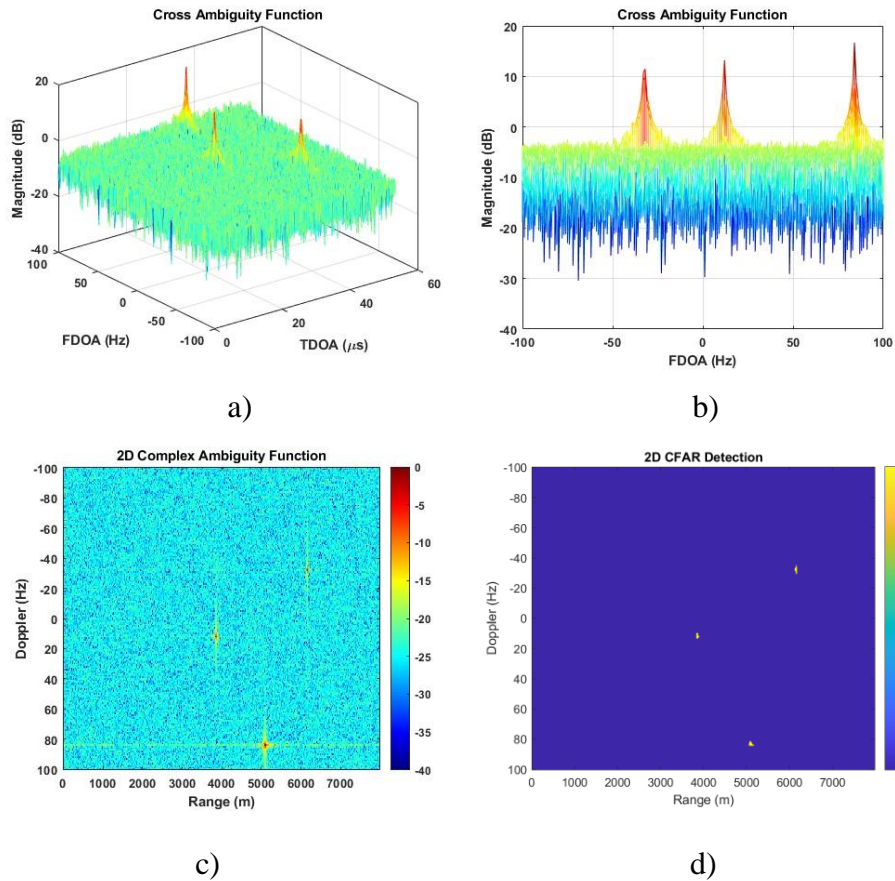 Cross Ambiguity Function
20
0
-20
-40
Magnitude (dB)
100
50
0
-50
-100
FDOA (Hz)
0
20
40
60
TDOA (μs)
a)
Cross Ambiguity Function
20
10
0
-10
-20
-30
-40
Magnitude (dB)
-100 -50 0 50 100
FDOA (Hz)
b)
2D Complex Ambiguity Function
-100
-80
-60
-40
-20
0
20
40
60
80
100
Doppler (Hz)
0 1000 2000 3000 4000 5000 6000 7000
Range (m)
0
-5
-10
-15
-20
-25
-30
-35
-40
c)
2D CFAR Detection
-100
-80
-60
-40
-20
0
20
40
60
80
100
Doppler (Hz)
0 1000 2000 3000 4000 5000 6000 7000
Range (m)
d)